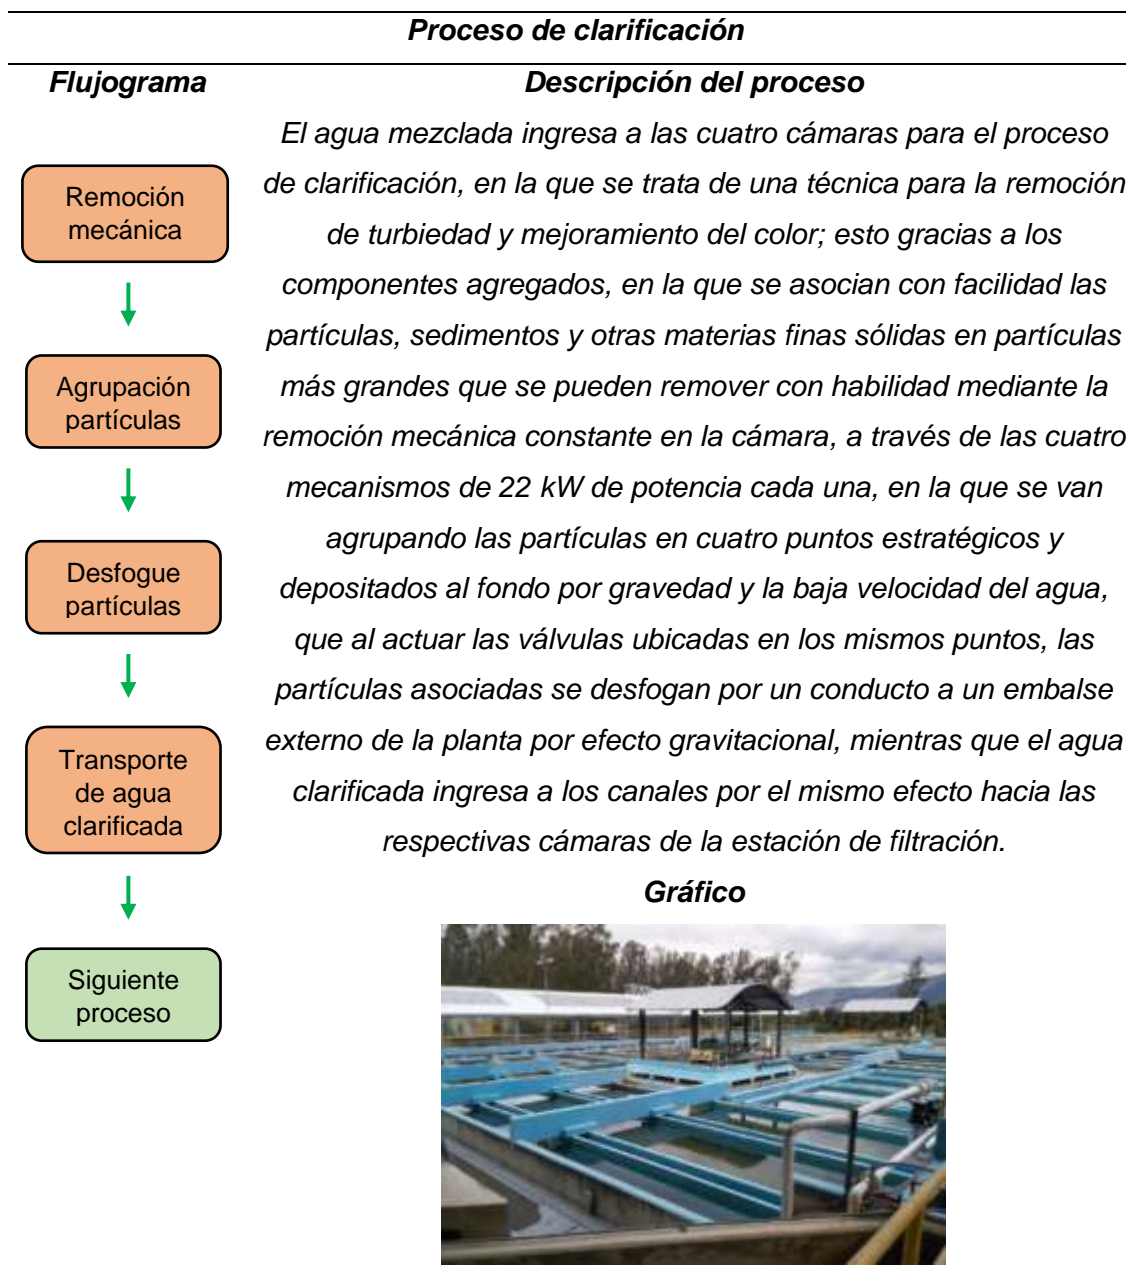 Proceso de clarificación
Flujograma
Descripción del proceso
Remoción
mecánica
Agrupación
partículas
Desfogue
partículas
Transporte
de agua
clarificada
Siguiente
proceso
El agua mezclada ingresa a las cuatro cámaras para el proceso
de clarificación, en la que se trata de una técnica para la remoción
de turbiedad y mejoramiento del color; esto gracias a los
componentes agregados, en la que se asocian con facilidad las
partículas, sedimentos y otras materias finas sólidas en partículas
más grandes que se pueden remover con habilidad mediante la
remoción mecánica constante en la cámara, a través de las cuatro
mecanismos de 22 kW de potencia cada una, en la que se van
agrupando las partículas en cuatro puntos estratégicos y
depositados al fondo por gravedad y la baja velocidad del agua,
que al actuar las válvulas ubicadas en los mismos puntos, las
partículas asociadas se desfogan por un conducto a un embalse
externo de la planta por efecto gravitacional, mientras que el agua
clarificada ingresa a los canales por el mismo efecto hacia las
respectivas cámaras de la estación de filtración.
Gráfico